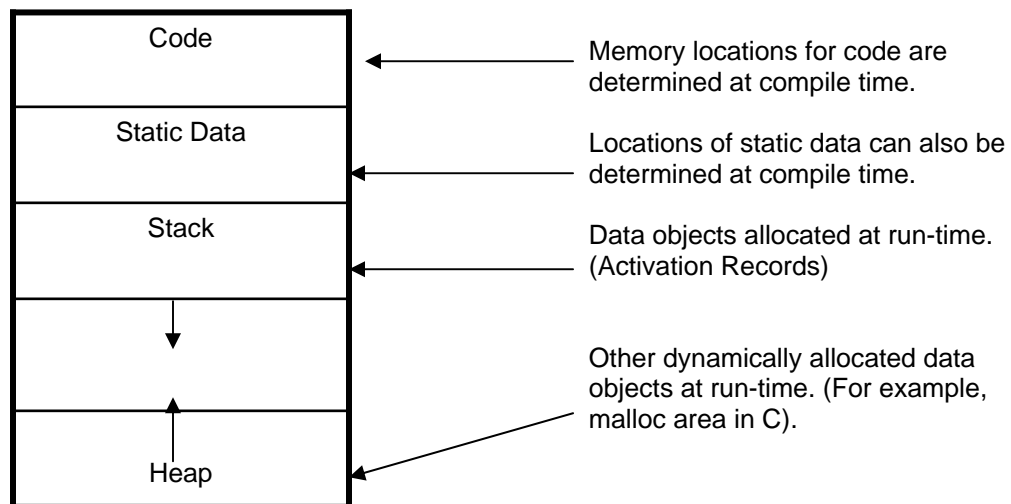 Code
Memory locations for code are
determined at compile time.
Static Data
Locations of static data can also be
determined at compile time.
Stack
Data objects allocated at run-time.
(Activation Records)
Other dynamically allocated data
objects at run-time. (For example,
malloc area in C).
Heap